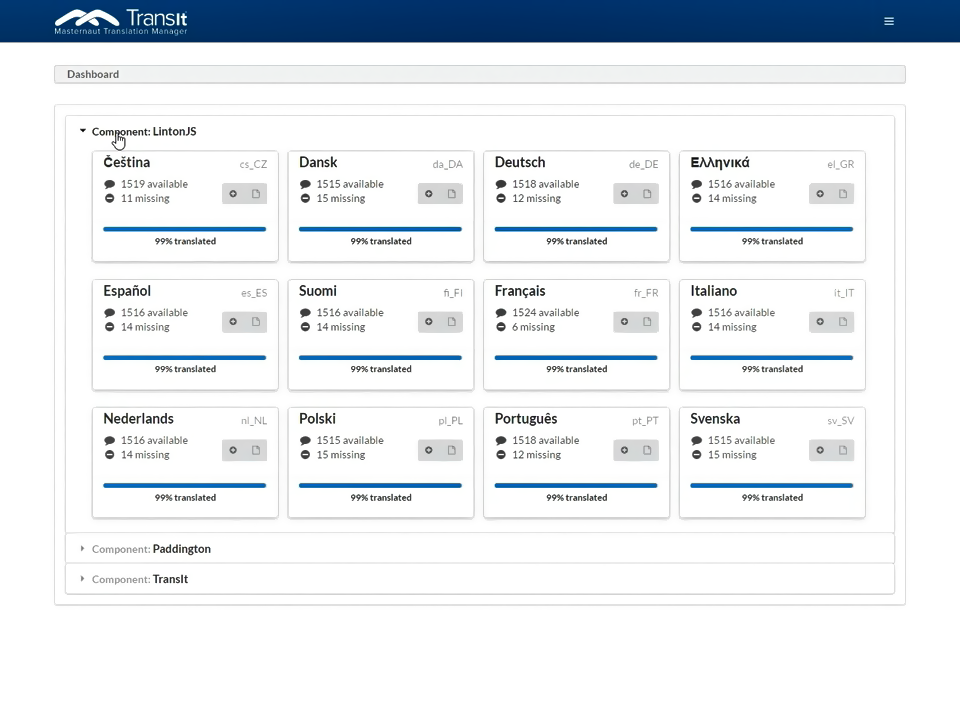 TransIt
Masternaut Translation Manager
Dashboard
Component: LintonJS
Čeština cs_CZ
1519 available
11 missing
99% translated
Dansk da_DA
1515 available
15 missing
99% translated
Deutsch de_DE
1518 available
12 missing
99% translated
Ελληνικά el_GR
1516 available
14 missing
99% translated
Español es_ES
1516 available
14 missing
99% translated
Suomi fi_FI
1516 available
14 missing
99% translated
Français fr_FR
1524 available
6 missing
99% translated
Italiano it_IT
1516 available
14 missing
99% translated
Nederlands nl_NL
1516 available
14 missing
99% translated
Polski pl_PL
1515 available
15 missing
99% translated
Português pt_PT
1518 available
12 missing
99% translated
Svenska sv_SV
1515 available
15 missing
99% translated
Component: Paddington
Component: TransIt